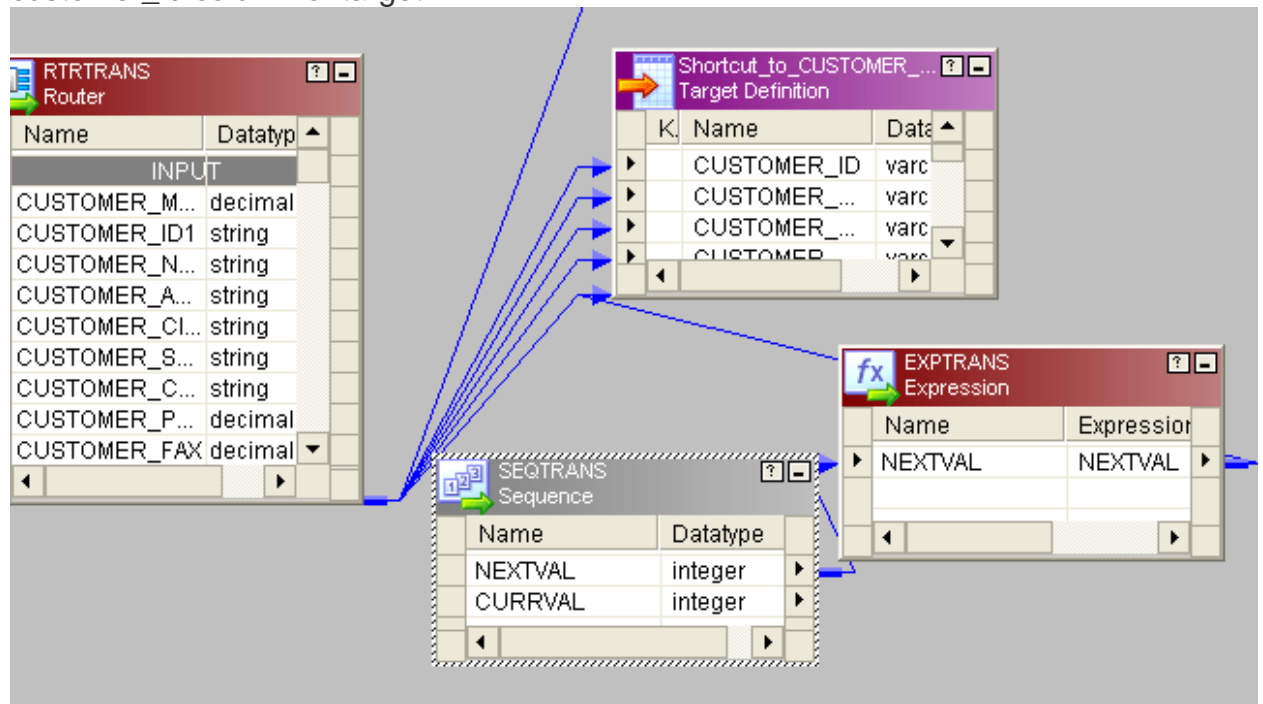 RTRTRANS
Router
Name Datatyp
INPUT
CUSTOMER_M... decimal
CUSTOMER_ID1 string
CUSTOMER_N... string
CUSTOMER_A... string
CUSTOMER_CI... string
CUSTOMER_S... string
CUSTOMER_C... string
CUSTOMER_P... decimal
CUSTOMER_FAX decimal
Shortcut_to_CUSTOMER_...
Target Definition
K. Name Data
CUSTOMER_ID varc
CUSTOMER_... varc
CUSTOMER_... varc
CUSTOMER varc
SEQTRANS
Sequence
Name Datatype
NEXTVAL integer
CURRVAL integer
EXPTRANS
Expression
Name Expression
NEXTVAL NEXTVAL